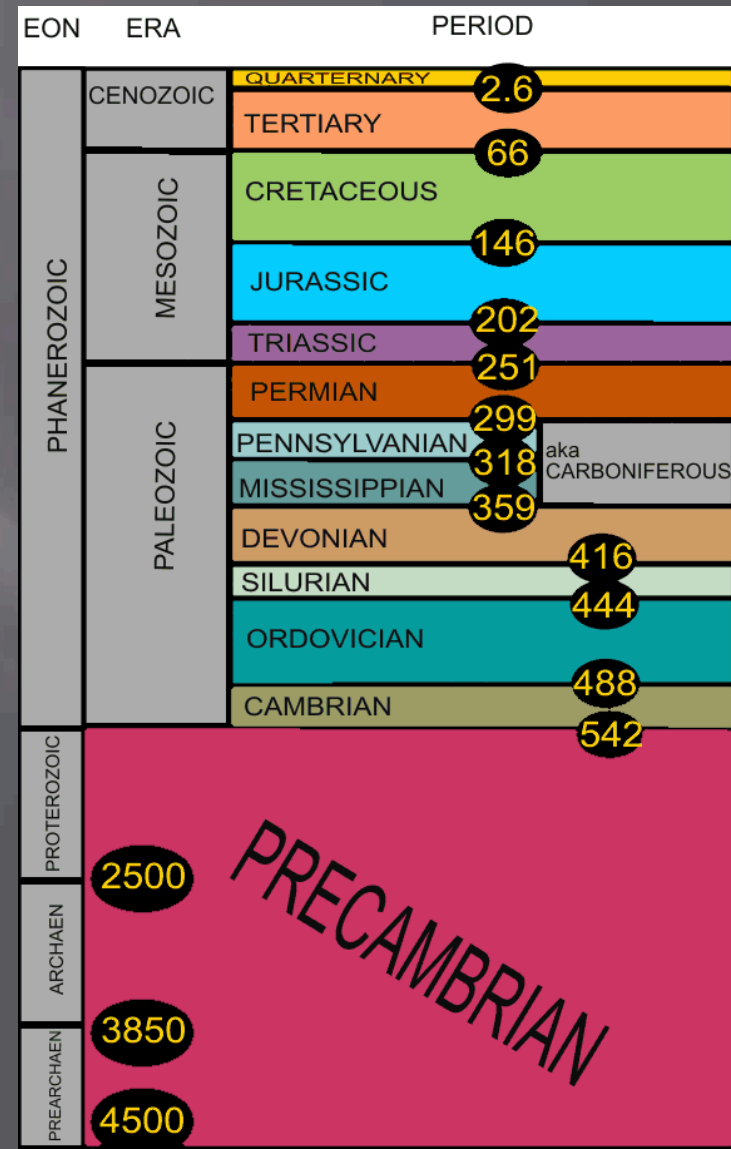 EON ERA PERIOD
QUARTERNARY
2.6
CENOZOIC
TERTIARY
66
CRETACEOUS
MESOZOIC
146
JURASSIC
202
TRIASSIC
251
PHANEROZOIC
PERMIAN
299
PENNSYLVANIAN
aka
318
CARBONIFEROUS
MISSISSIPPIAN
359
PALEOZOIC
DEVONIAN
416
SILURIAN
444
ORDOVICIAN
488
CAMBRIAN
542
PROTEROZOIC
2500
PRECAMBRIAN
ARCHAEN
3850
PREARCHAEN
4500